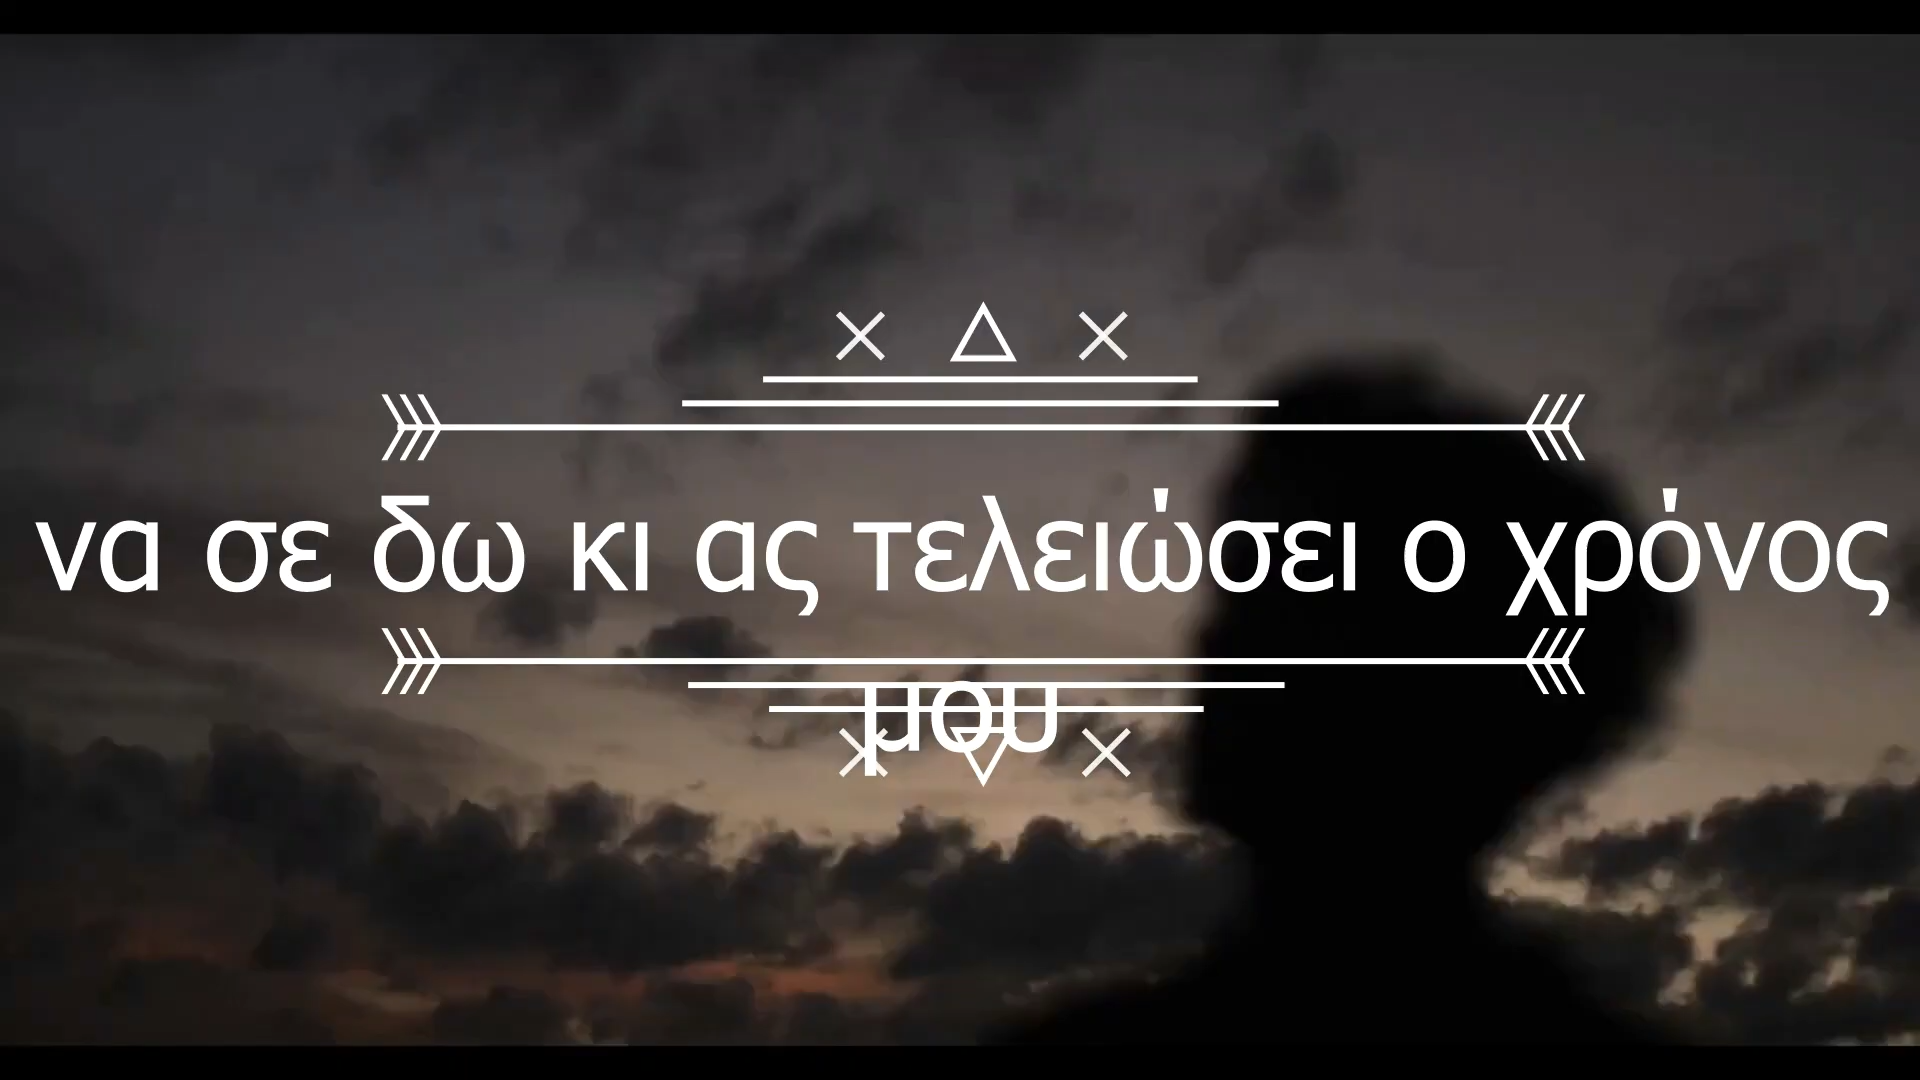 να σε δω κι ας τελειώσει ο χρόνος
μου